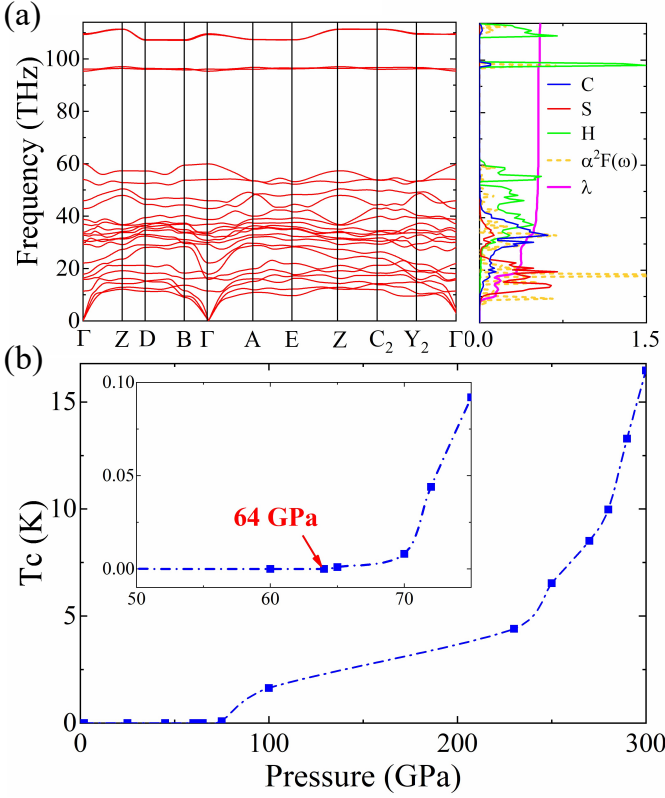 (a)
Frequency (THz)
100
80
60
40
20
0
Γ Z D B Γ A E Z C₂ Y₂ Γ
C
S
H
α²F(ω)
λ
0.0 1.5
(b)
Tc (K)
15
10
5
0
0 100 200 300
Pressure (GPa)
0.10
0.05
0.00
50 60 70
64 GPa